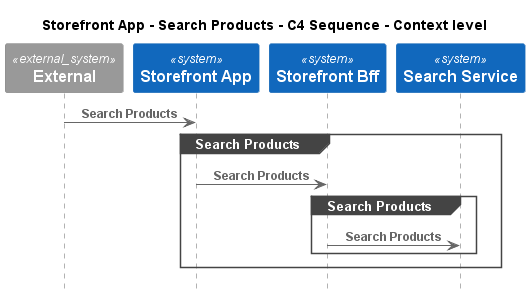 Storefront App - Search Products - C4 Sequence - Context level
«external_system»
External
«system»
Storefront App
«system»
Storefront Bff
«system»
Search Service
Search Products
Search Products
Search Products
Search Products
Search Products